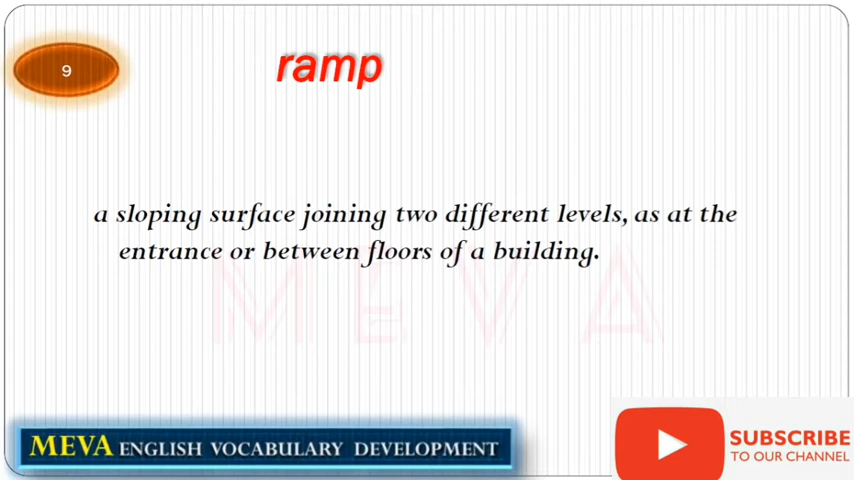 9
ramp
a sloping surface joining two different levels, as at the
entrance or between floors of a building.
MEVA
MEVA ENGLISH VOCABULARY DEVELOPMENT
SUBSCRIBE
TO OUR CHANNEL